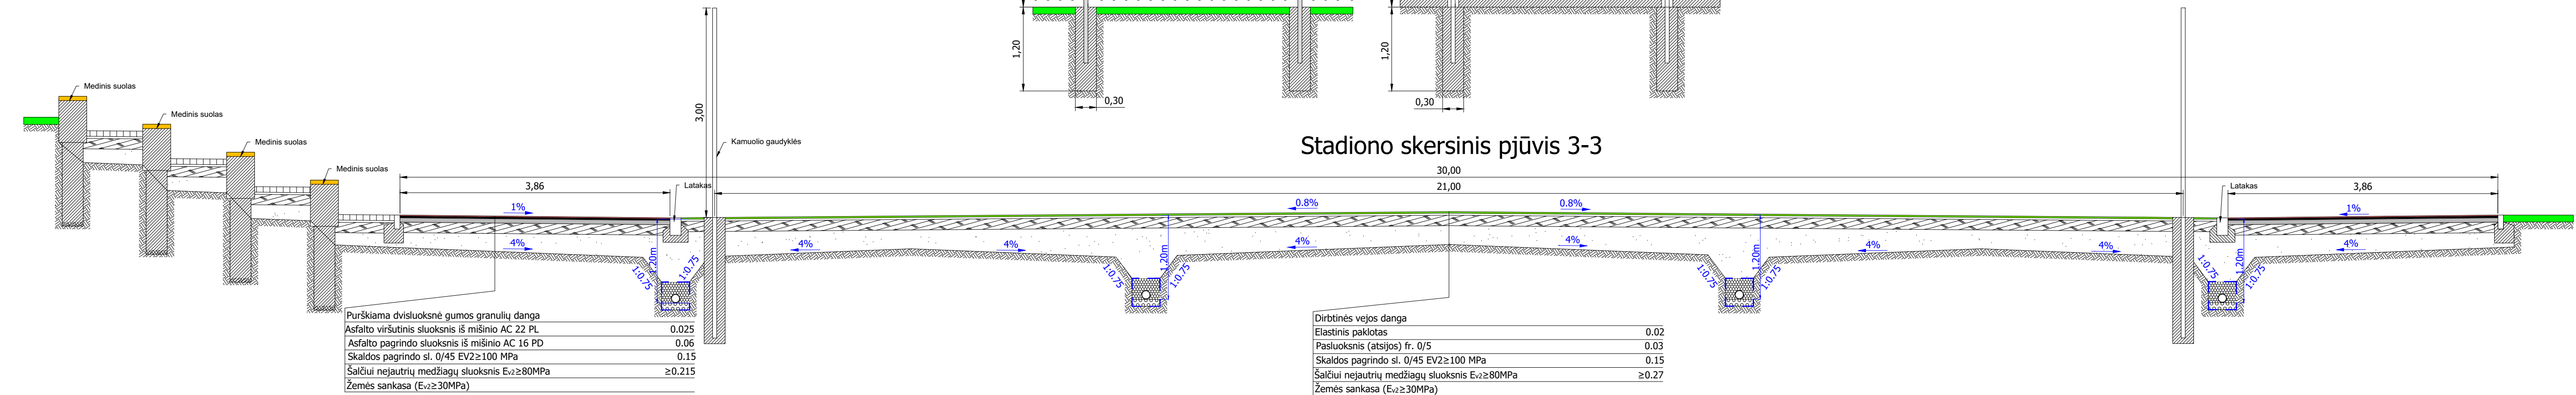 1,20
0,30
1,20
0,30
Medinis suolas
Medinis suolas
Medinis suolas
Medinis suolas
3,00
Kamuolio gaudyklės
Stadiono skersinis pjūvis 3-3
30,00
3,86
Latakas
21,00
Latakas
3,86
1%
0.8%
0.8%
1%
4%
4%
4%
4%
4%
4%
4%
4%
1:0.75
1.20m
1:0.75
1:0.75
1.20m
1:0.75
1:0.75
1.20m
1:0.75
1:0.75
1.20m
1:0.75
Purškiama dvisluoksnė gumos granulių danga
Asfalto viršutinis sluoksnis iš mišinio AC 22 PL 0.025
Asfalto pagrindo sluoksnis iš mišinio AC 16 PD 0.06
Skaldos pagrindo sl. 0/45 EV2≥100 MPa 0.15
Šalčiui nejautrių medžiagų sluoksnis Ev2≥80MPa ≥0.215
Žemės sankasa (Ev2≥30MPa)
Dirbtinės vejos danga
Elastinis paklotas 0.02
Pasluoksnis (atsijos) fr. 0/5 0.03
Skaldos pagrindo sl. 0/45 EV2≥100 MPa 0.15
Šalčiui nejautrių medžiagų sluoksnis Ev2≥80MPa ≥0.27
Žemės sankasa (Ev2≥30MPa)